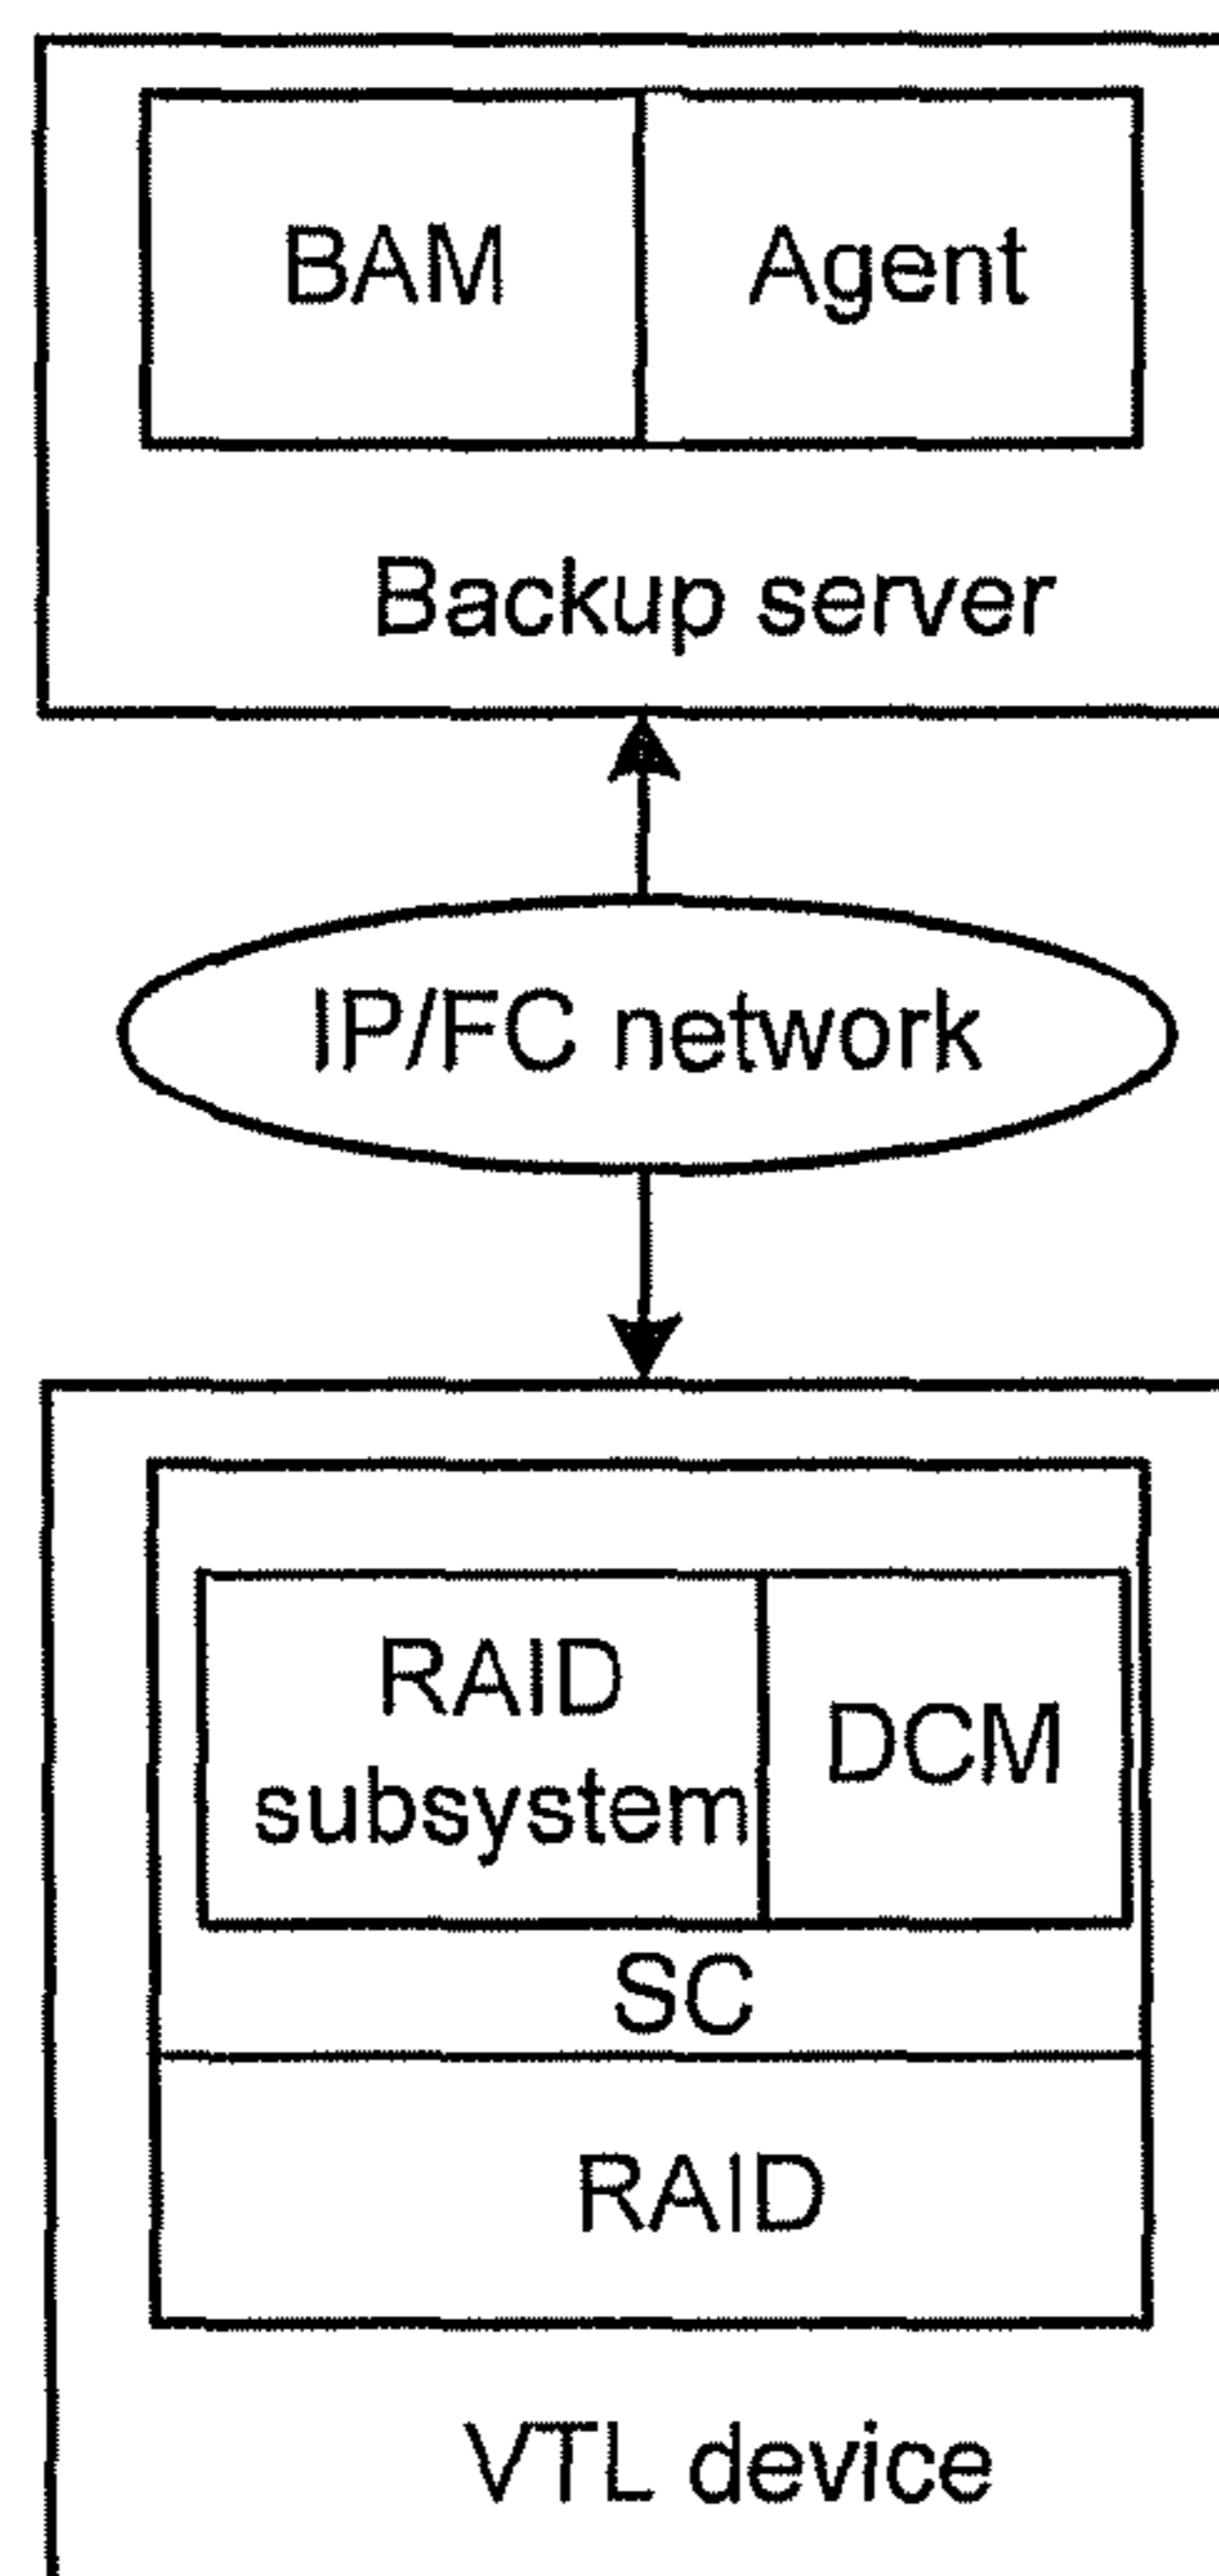 BAM
Agent
Backup server
IP/FC network
RAID
subsystem
DCM
SC
RAID
VTL device